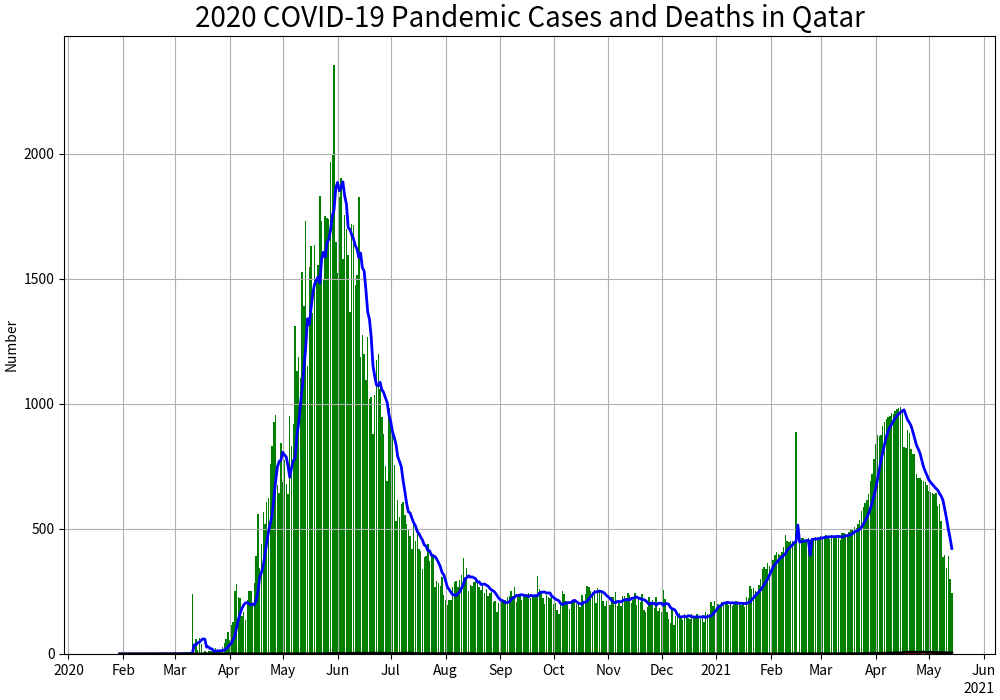 2020 COVID-19 Pandemic Cases and Deaths in Qatar
Number
2000
1500
1000
500
0
2020 Feb Mar Apr May Jun Jul Aug Sep Oct Nov Dec 2021 Feb Mar Apr May Jun
2021